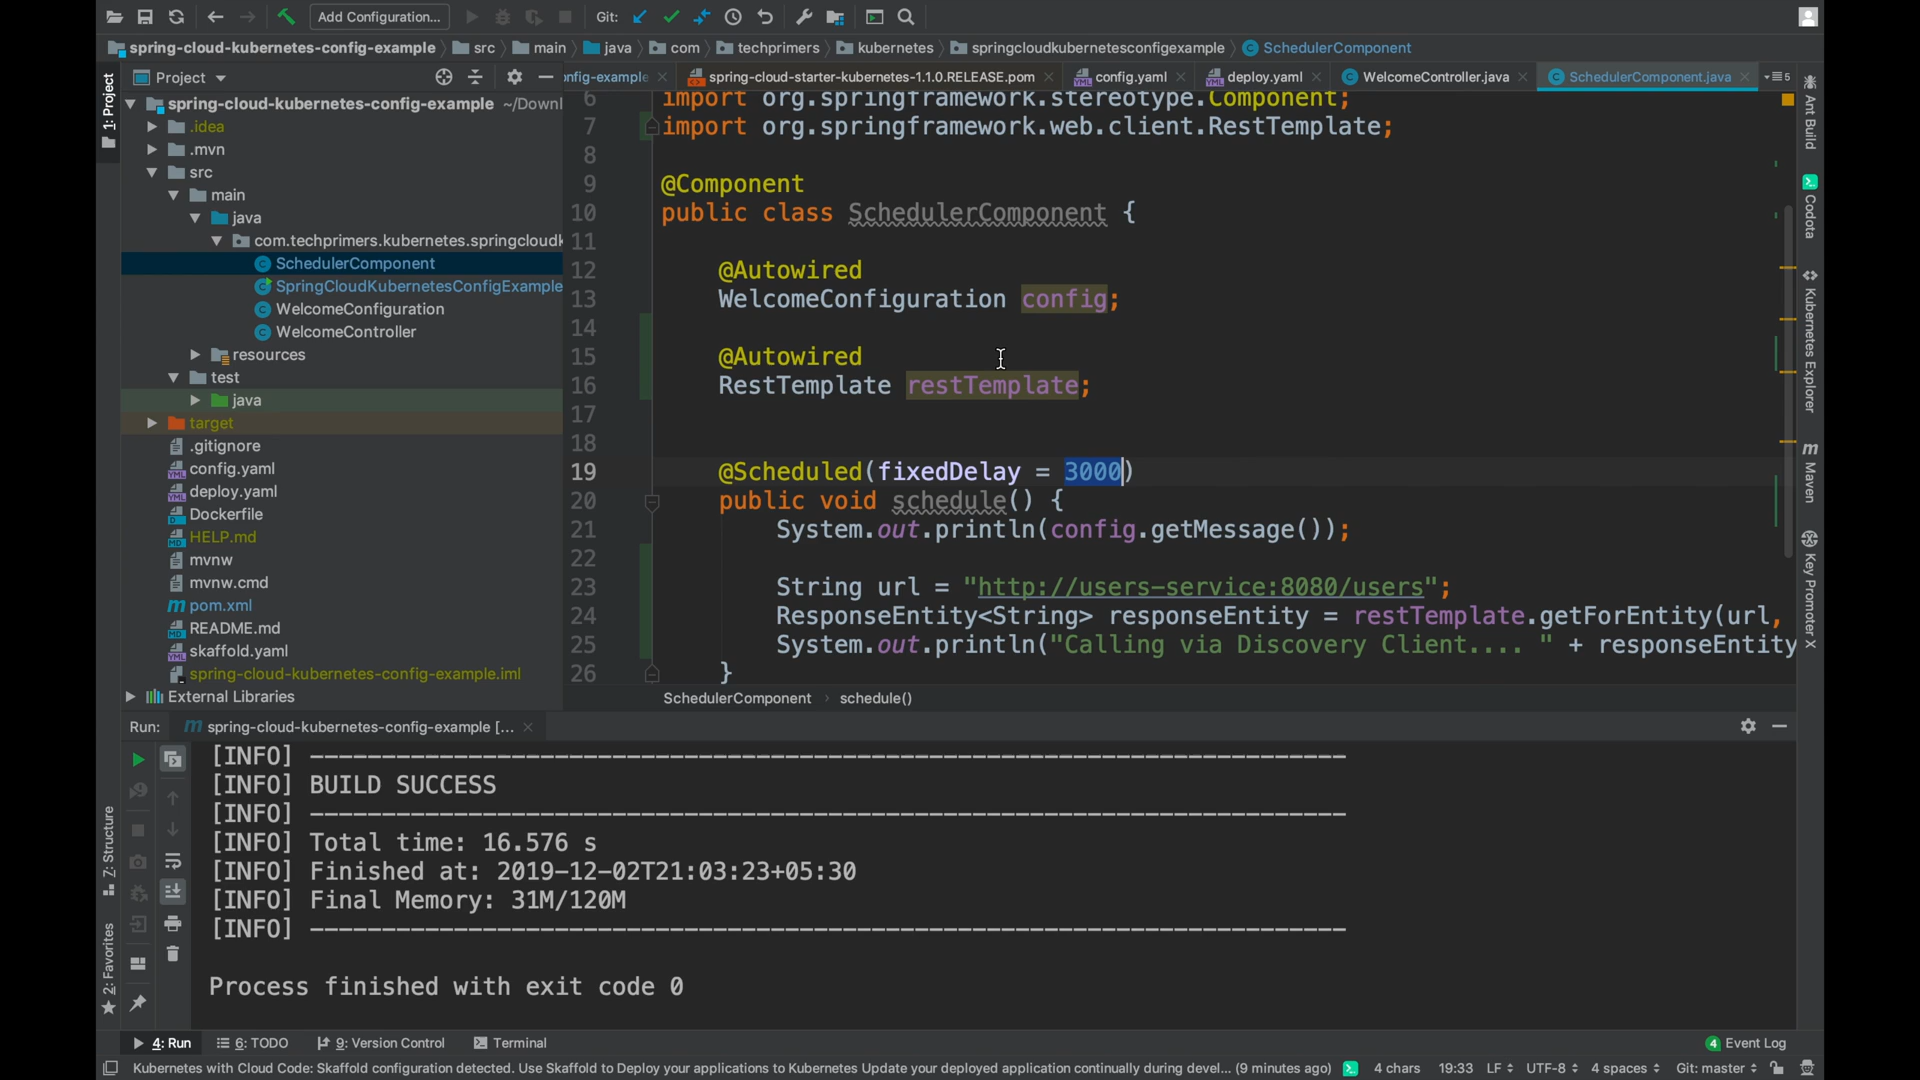 Add Configuration...
Git:
spring-cloud-kubernetes-config-example
src
main
java
com
techprimers
kubernetes
springcloudkubernetesconfigexample
SchedulerComponent
1: Project
Project
nfig-example
spring-cloud-starter-kubernetes-1.1.0.RELEASE.pom
config.yaml
deploy.yaml
WelcomeController.java
SchedulerComponent.java
5
spring-cloud-kubernetes-config-example ~/Downl
.idea
.mvn
src
main
java
com.techprimers.kubernetes.springcloudk
SchedulerComponent
SpringCloudKubernetesConfigExample
WelcomeConfiguration
WelcomeController
resources
test
java
target
.gitignore
config.yaml
deploy.yaml
Dockerfile
HELP.md
mvnw
mvnw.cmd
pom.xml
README.md
skaffold.yaml
spring-cloud-kubernetes-config-example.iml
External Libraries
6 import org.springframework.stereotype.Component;
7 import org.springframework.web.client.RestTemplate;
8
9 @Component
10 public class SchedulerComponent {
11
12 @Autowired
13 WelcomeConfiguration config;
14
15 @Autowired
16 RestTemplate restTemplate;
17
18
19 @Scheduled(fixedDelay = 3000)
20 public void schedule() {
21 System.out.println(config.getMessage());
22
23 String url = "http://users-service:8080/users";
24 ResponseEntity<String> responseEntity = restTemplate.getForEntity(url,
25 System.out.println("Calling via Discovery Client.... " + responseEntity
26 }
SchedulerComponent
schedule()
Ant Build
Codota
Kubernetes Explorer
Maven
Key Promoter X
Run:
spring-cloud-kubernetes-config-example [...
[INFO] ------------------------------------------------------------------------
[INFO] BUILD SUCCESS
[INFO] ------------------------------------------------------------------------
[INFO] Total time: 16.576 s
[INFO] Finished at: 2019-12-02T21:03:23+05:30
[INFO] Final Memory: 31M/120M
[INFO] ------------------------------------------------------------------------
Process finished with exit code 0
Z: Structure
2: Favorites
4: Run
6: TODO
9: Version Control
Terminal
4 Event Log
Kubernetes with Cloud Code: Skaffold configuration detected. Use Skaffold to Deploy your applications to Kubernetes Update your deployed application continually during devel... (9 minutes ago)
4 chars
19:33
LF
UTF-8
4 spaces
Git: master